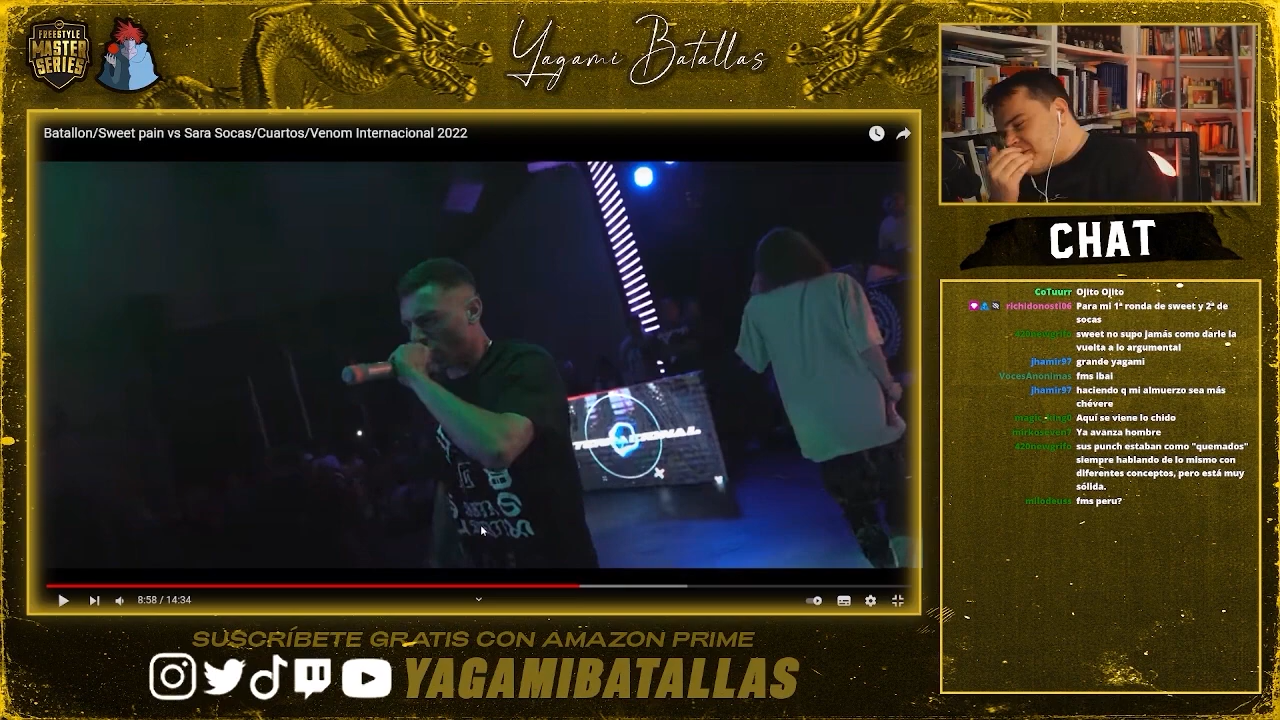 FREESTYLE
MASTER
SERIES
Yagami Batallas
Batallon/Sweet pain vs Sara Socas/Cuartos/Venom Internacional 2022
CHAT
CoTuurr Ojito Ojito
richidonosti06 Para mi 1ª ronda de sweet y 2ª de
socas
420newgrifo sweet no supo jamás como darle la
vuelta a lo argumental
jhamir97 grande yagami
VocesAnonimas fms ibai
jhamir97 haciendo q mi almuerzo sea más
chévere
Aquí se viene lo chido
mirkoseven7 Ya avanza hombre
420newgrifo sus punch estaban como "quemados"
siempre hablando de lo mismo con
diferentes conceptos, pero está muy
sólida.
milodeuss fms peru?
8:58 / 14:34
SUSCRÍBETE GRATIS CON AMAZON PRIME
YAGAMIBATALLAS